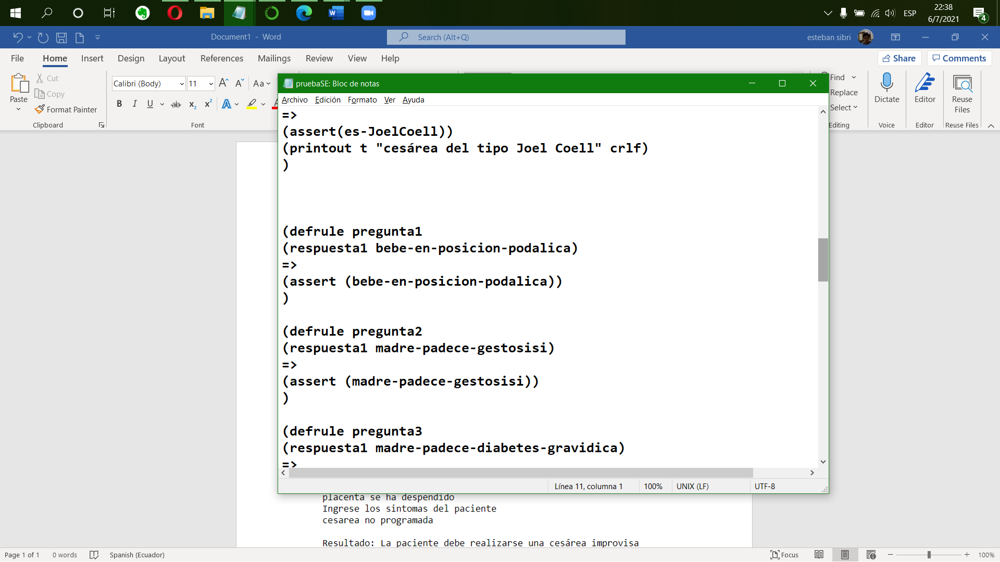 ESP
22:38
6/7/2021
4
Document1 - Word
Search (Alt+Q)
esteban sibri
File Home Insert Design Layout References Mailings Review View Help
Share Comments
Paste
Cut
Copy
Format Painter
Clipboard
Calibri (Body) 11
Aa
B I U ab x₂ x²
Font
Find
Replace
Select
Editing
Dictate
Voice
Editor
Editor
Reuse Files
Reuse Files
pruebaSE: Bloc de notas
Archivo Edición Formato Ver Ayuda
=>
(assert(es-JoelCoell))
(printout t "cesárea del tipo Joel Coell" crlf)
)
(defrule pregunta1
(respuesta1 bebe-en-posicion-podalica)
=>
(assert (bebe-en-posicion-podalica))
)
(defrule pregunta2
(respuesta1 madre-padece-gestosisi)
=>
(assert (madre-padece-gestosisi))
)
(defrule pregunta3
(respuesta1 madre-padece-diabetes-gravidica)
=>
Línea 11, columna 1 100% UNIX (LF) UTF-8
placenta se ha despendido
Ingrese los sintomas del paciente
cesarea no programada
Resultado: La paciente debe realizarse una cesárea improvisa
Page 1 of 1 0 words Spanish (Ecuador) Focus 100%